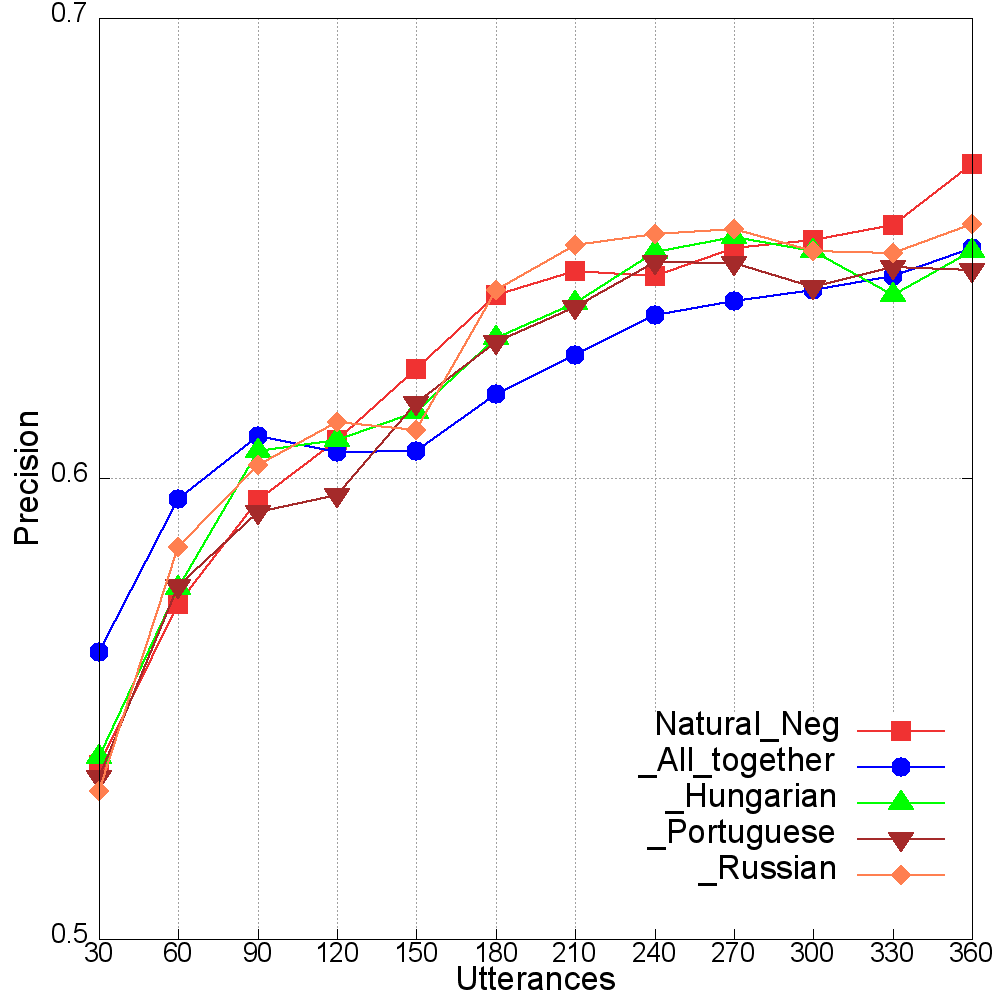 0.7
0.6
0.5
Precision
Natural_Neg
_All_together
_Hungarian
_Portuguese
_Russian
30 60 90 120 150 180 210 240 270 300 330 360
Utterances